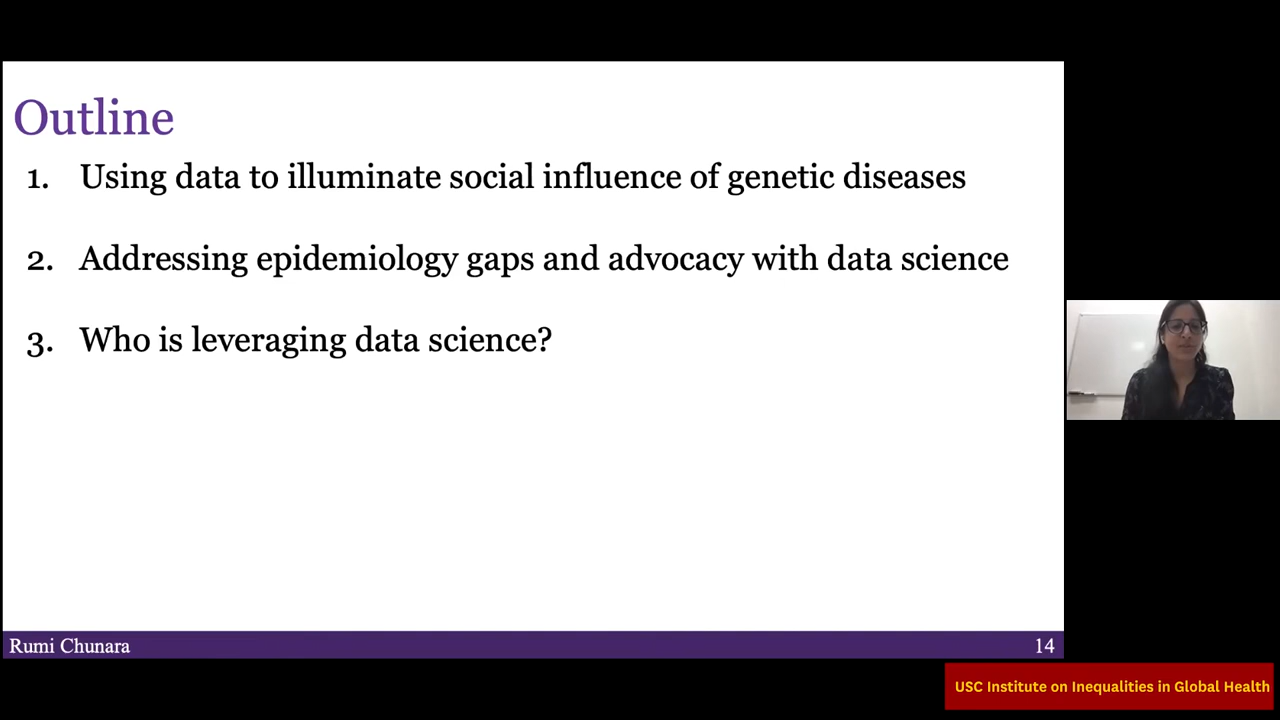 Outline
1. Using data to illuminate social influence of genetic diseases
2. Addressing epidemiology gaps and advocacy with data science
3. Who is leveraging data science?
Rumi Chunara 14
USC Institute on Inequalities in Global Health